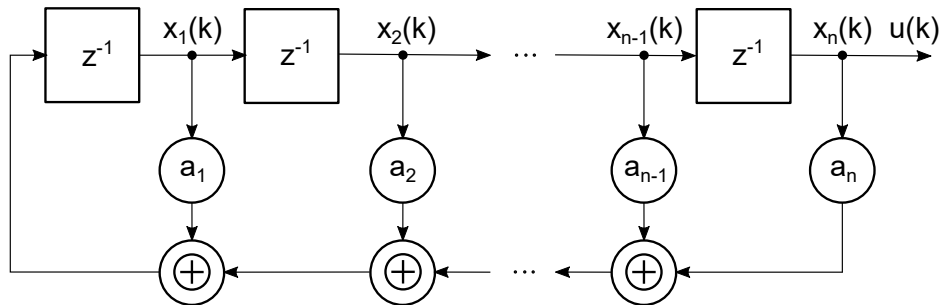 x₁(k) x₂(k) xₙ₋₁(k) xₙ(k) u(k)
z⁻¹ z⁻¹ ... z⁻¹
a₁ a₂ aₙ₋₁ aₙ
+ + ... +